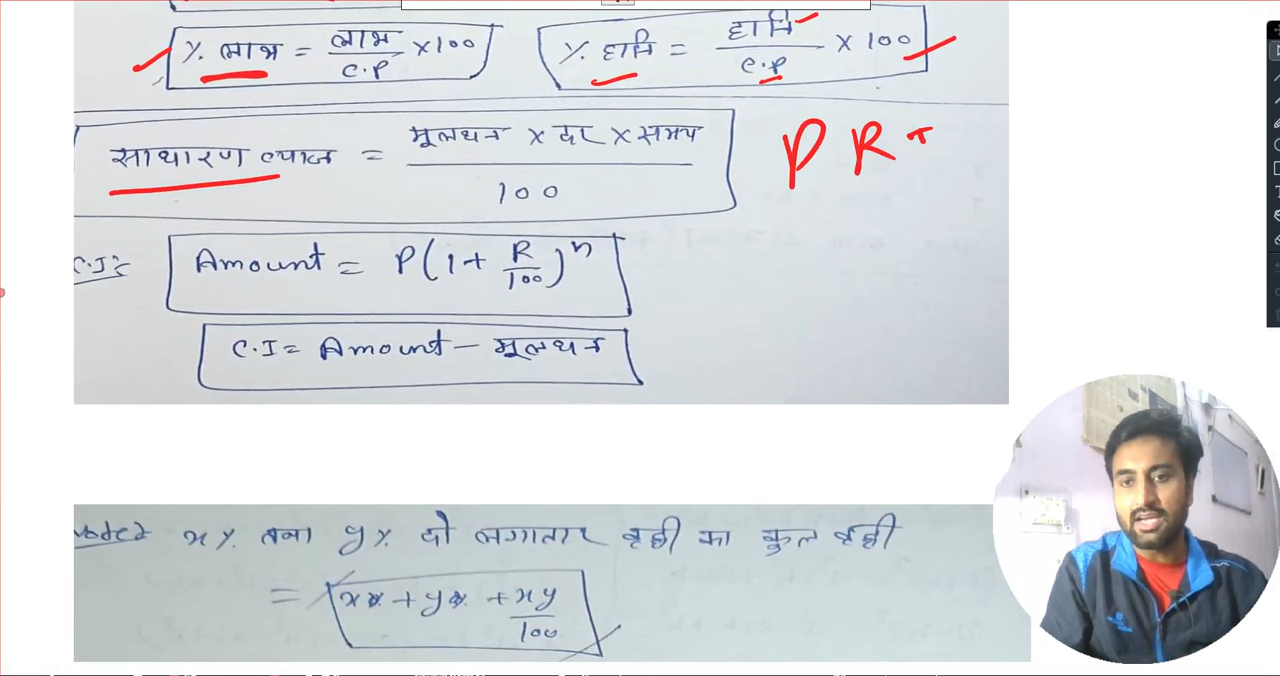 % लाभ = लाभ / C.P × 100
% हानि = हानि / C.P × 100
साधारण ब्याज = मूलधन × दर × समय / 100
P R T
C.I's
Amount = P(1 + R/100)^n
C.I = Amount − मूलधन
x% तथा y% दो लगातार वृद्धी का कुल वृद्धी
= x + y + xy/100